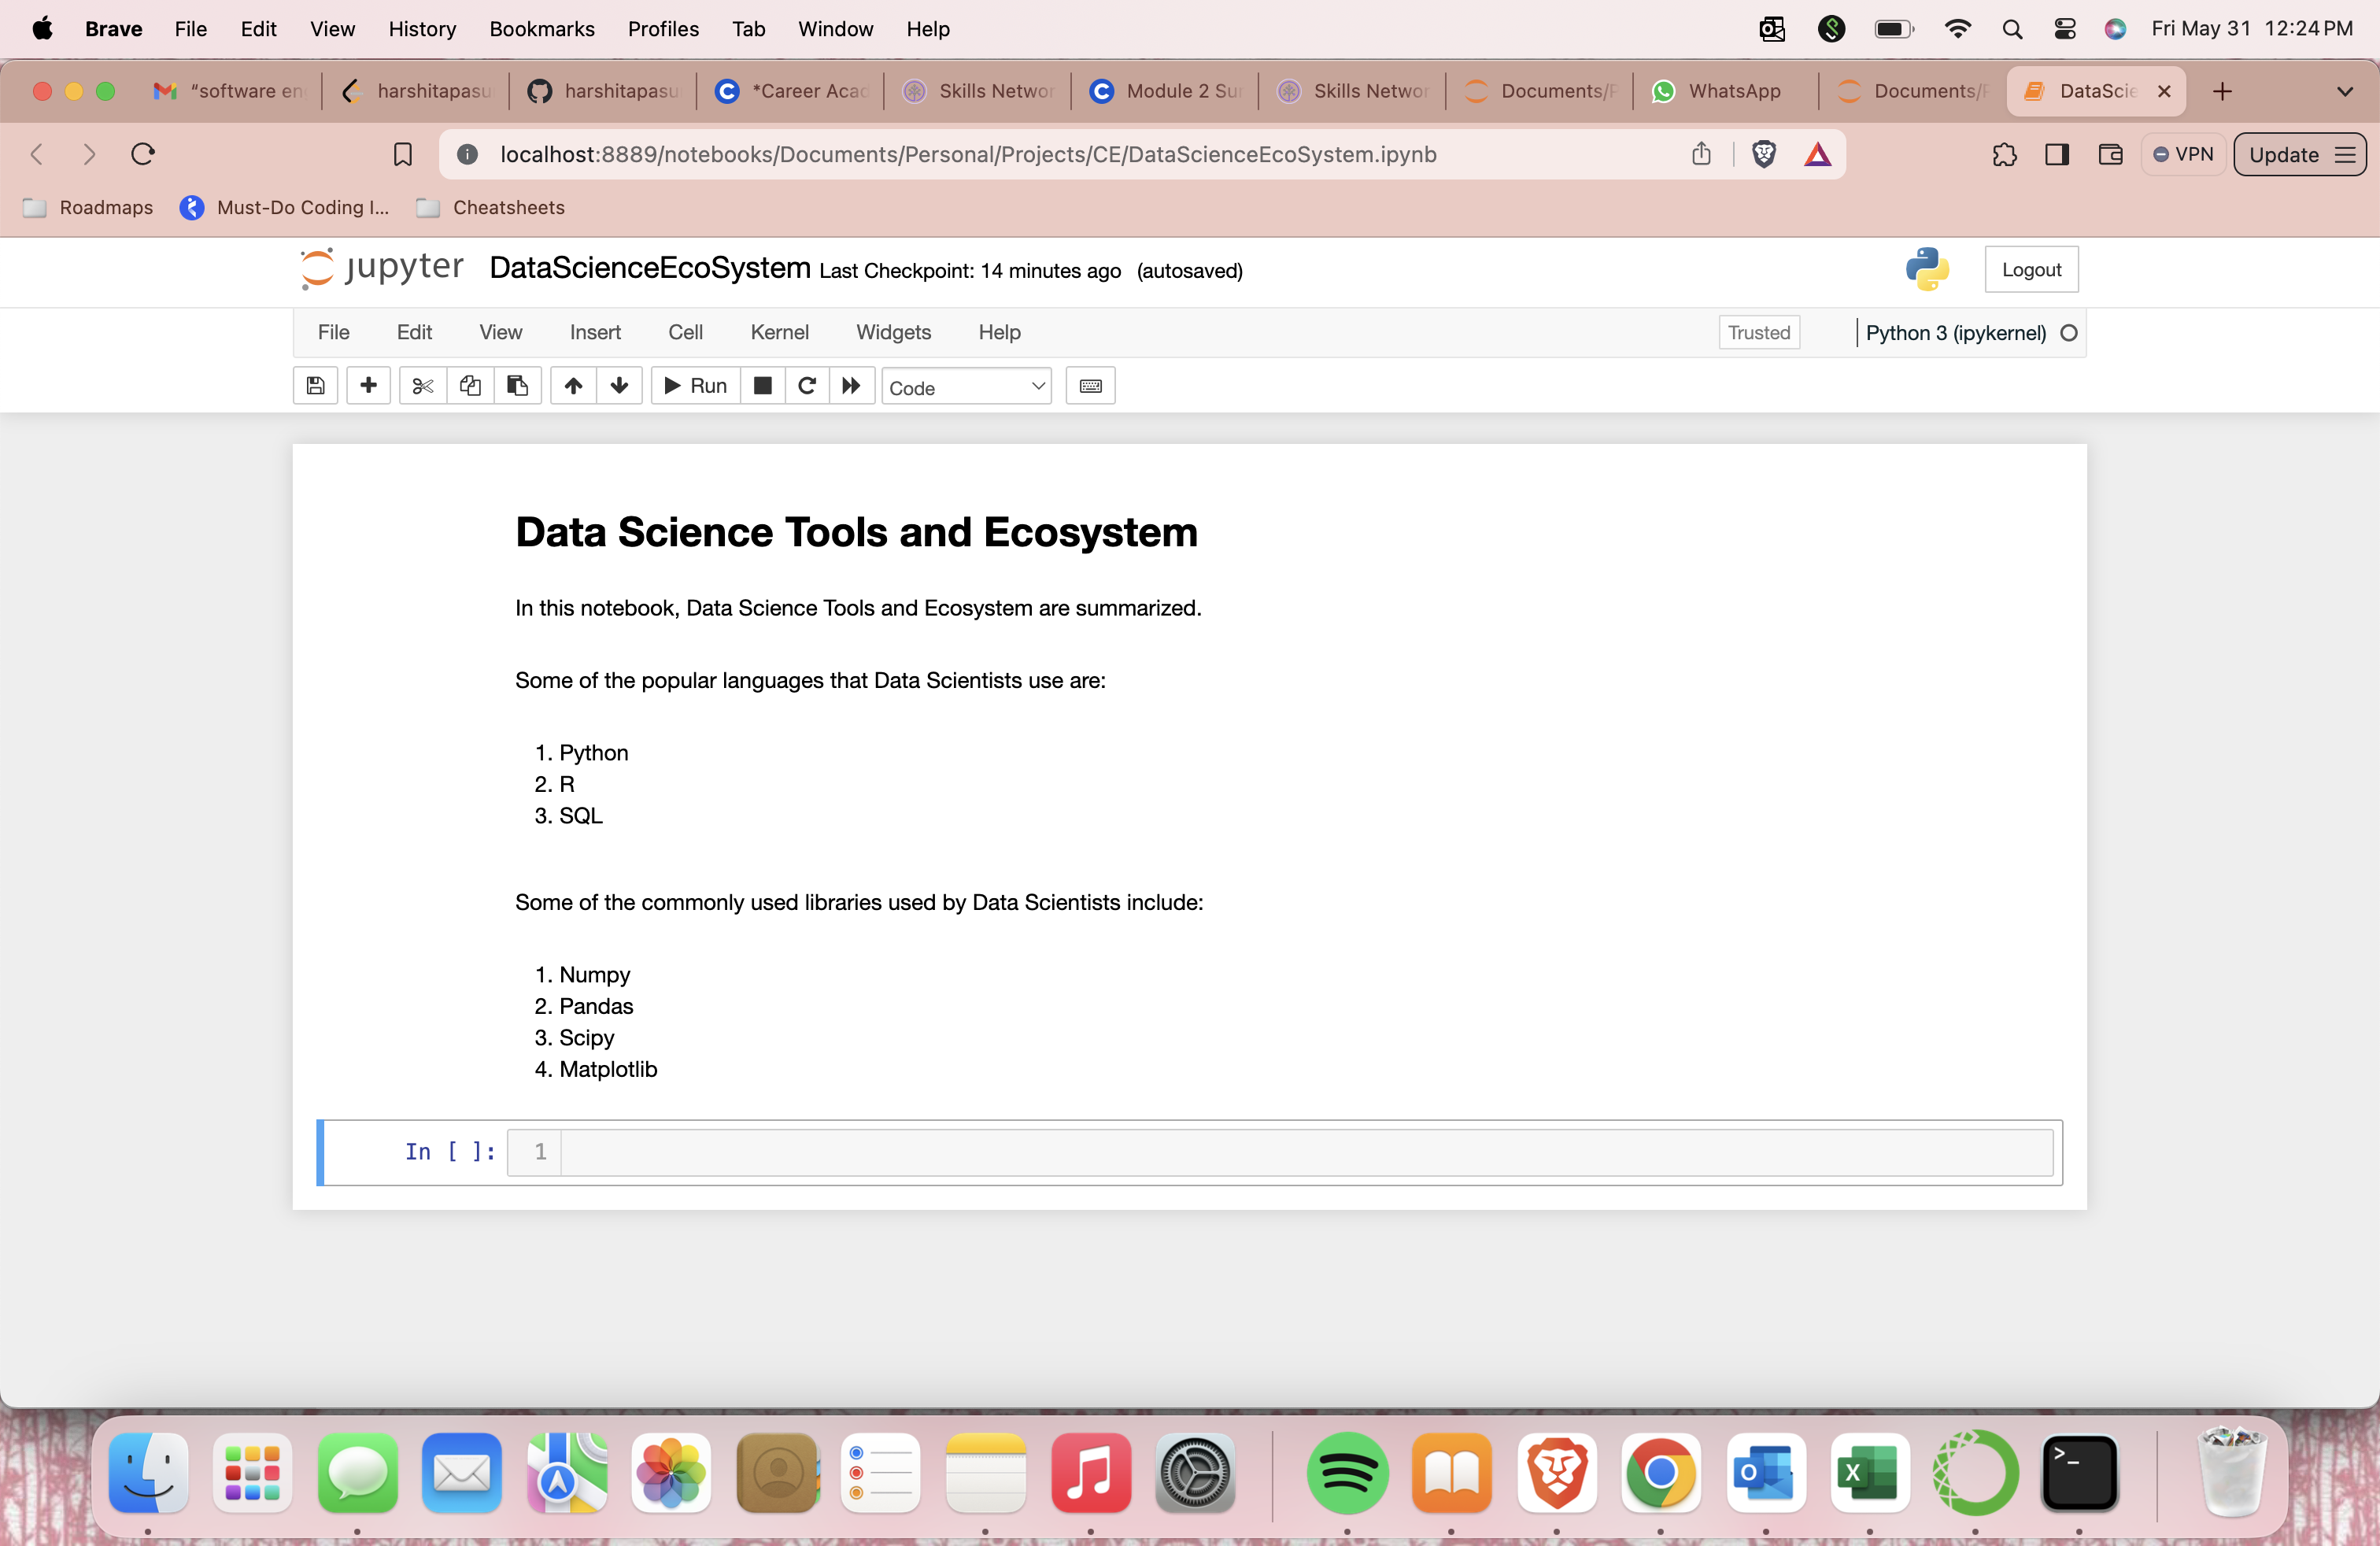 Brave File Edit View History Bookmarks Profiles Tab Window Help Fri May 31 12:24 PM
"software en harshitapasu harshitapasu *Career Acad Skills Networ Module 2 Su Skills Networ Documents/P WhatsApp Documents/P DataScie
localhost:8889/notebooks/Documents/Personal/Projects/CE/DataScienceEcoSystem.ipynb VPN Update
Roadmaps Must-Do Coding I... Cheatsheets
jupyter DataScienceEcoSystem Last Checkpoint: 14 minutes ago (autosaved) Logout
File Edit View Insert Cell Kernel Widgets Help Trusted Python 3 (ipykernel)
Run Code
Data Science Tools and Ecosystem
In this notebook, Data Science Tools and Ecosystem are summarized.
Some of the popular languages that Data Scientists use are:
1. Python
2. R
3. SQL
Some of the commonly used libraries used by Data Scientists include:
1. Numpy
2. Pandas
3. Scipy
4. Matplotlib
In [ ]: 1